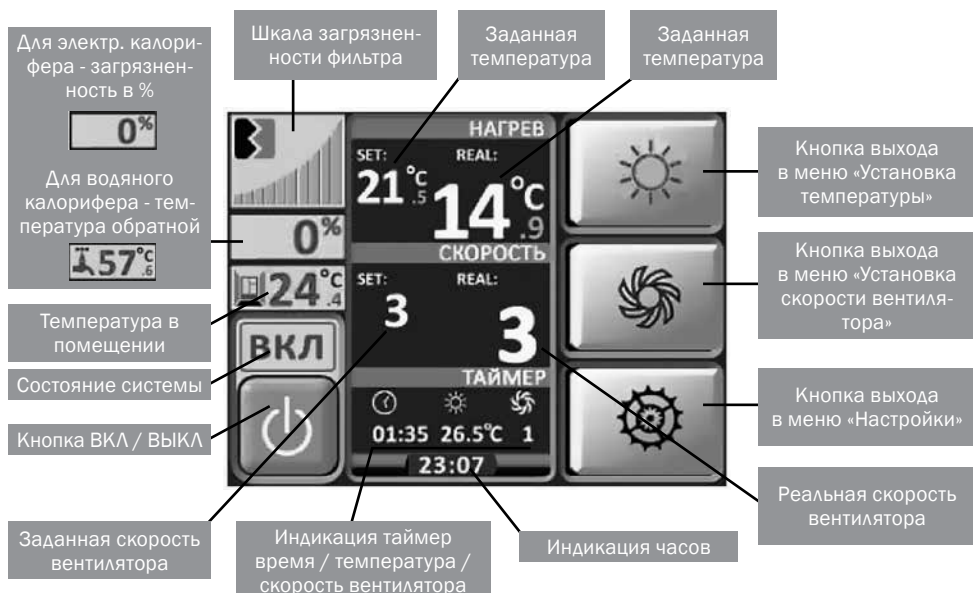 Для электр. калори-
фера - загрязнен-
ность в %
0%
Для водяного
калорифера - тем-
пература обратной
57°C
.6
Шкала загрязнен-
ности фильтра
Заданная
температура
Заданная
температура
НАГРЕВ
SET:
REAL:
21°C
.5
14°C
.9
0%
24°C
.4
СКОРОСТЬ
SET:
REAL:
3
3
ВКЛ
ТАЙМЕР
01:35 26.5°C 1
23:07
Кнопка выхода
в меню «Установка
температуры»
Кнопка выхода
в меню «Установка
скорости вентиля-
тора»
Кнопка выхода
в меню «Настройки»
Реальная скорость
вентилятора
Температура в
помещении
Состояние системы
Кнопка ВКЛ / ВЫКЛ
Заданная скорость
вентилятора
Индикация таймер
время / температура /
скорость вентилятора
Индикация часов